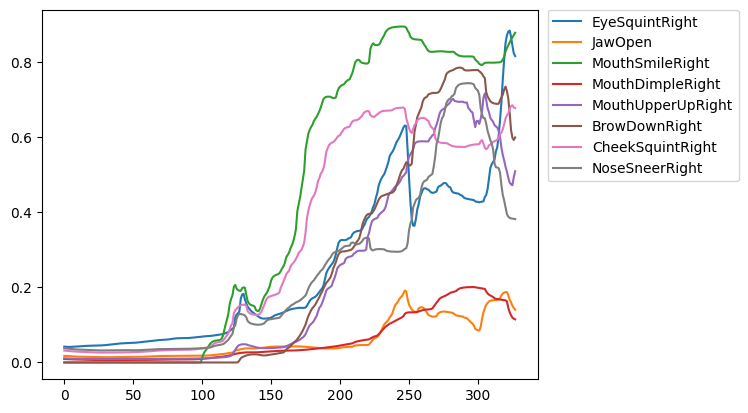 EyeSquintRight
JawOpen
MouthSmileRight
MouthDimpleRight
MouthUpperUpRight
BrowDownRight
CheekSquintRight
NoseSneerRight
0.8
0.6
0.4
0.2
0.0
0 50 100 150 200 250 300